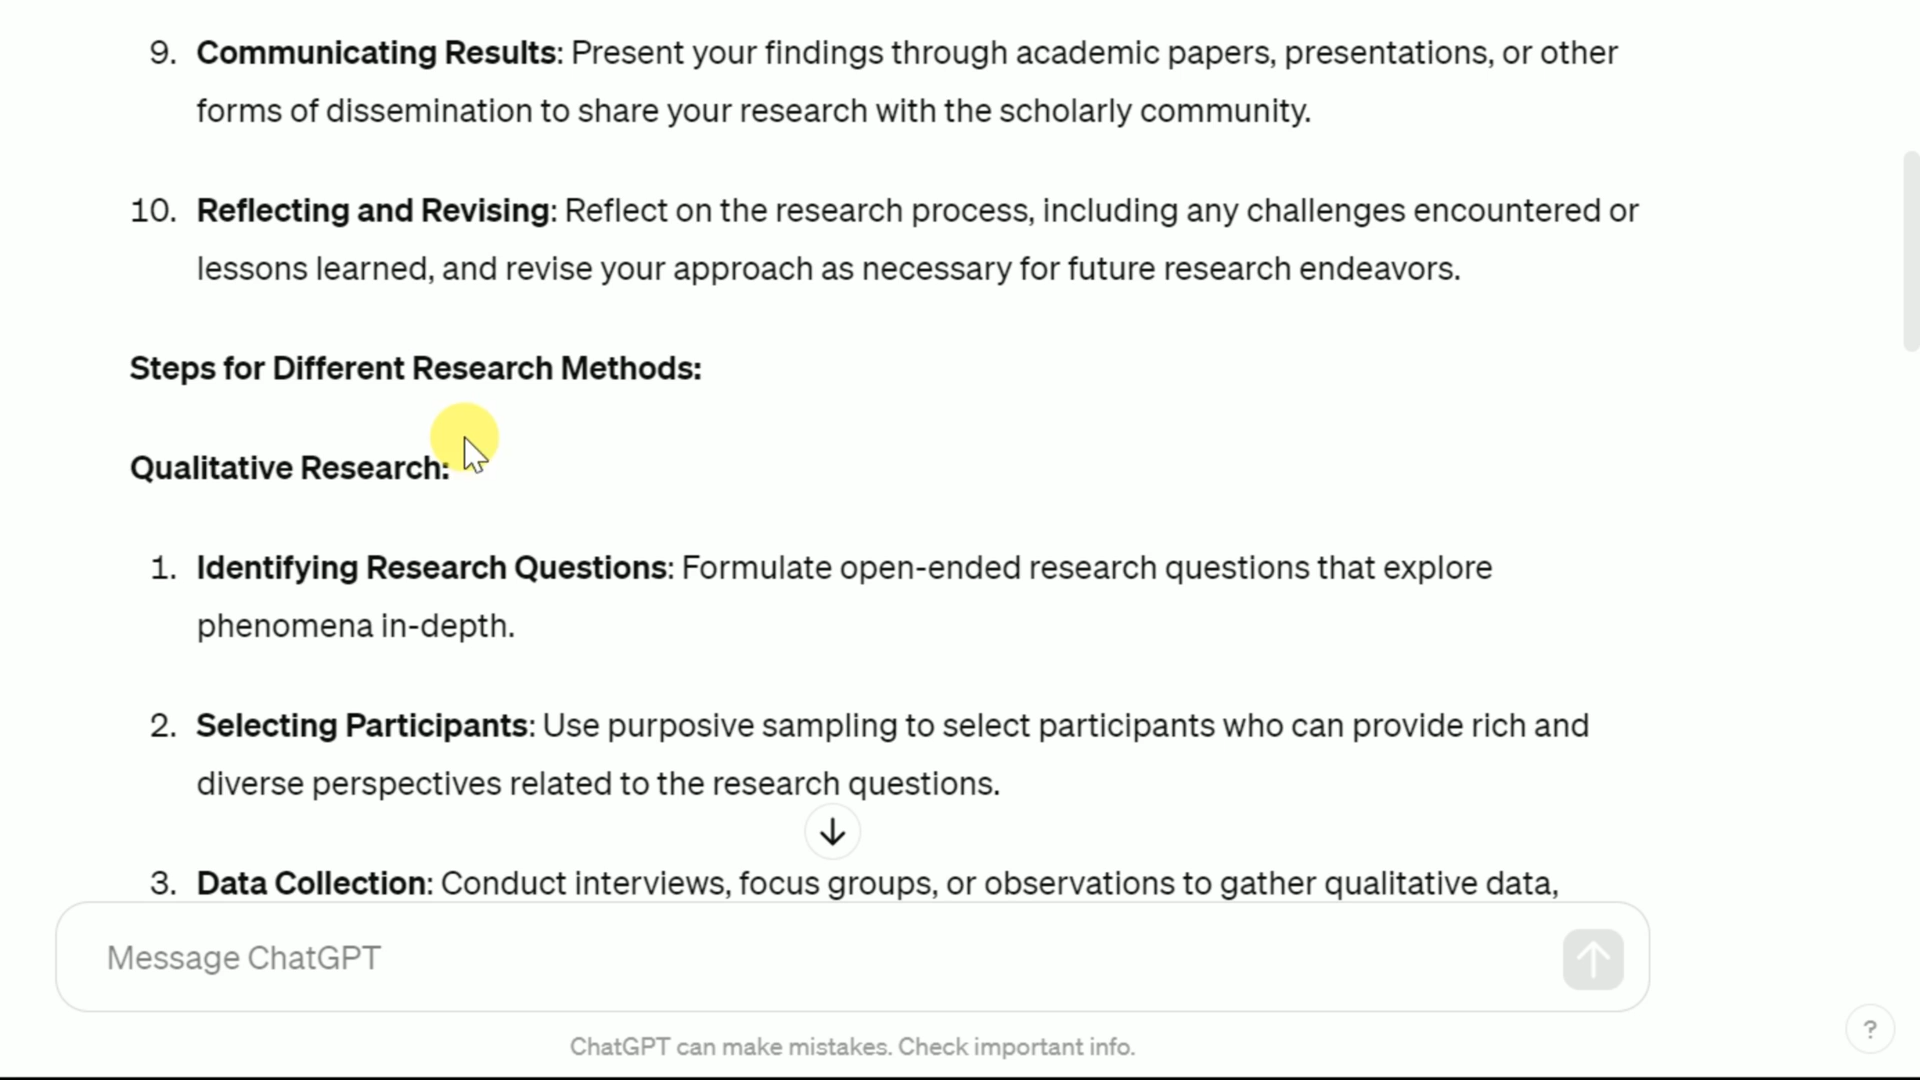 9. Communicating Results: Present your findings through academic papers, presentations, or other
forms of dissemination to share your research with the scholarly community.
10. Reflecting and Revising: Reflect on the research process, including any challenges encountered or
lessons learned, and revise your approach as necessary for future research endeavors.
Steps for Different Research Methods:
Qualitative Research:
1. Identifying Research Questions: Formulate open-ended research questions that explore
phenomena in-depth.
2. Selecting Participants: Use purposive sampling to select participants who can provide rich and
diverse perspectives related to the research questions.
3. Data Collection: Conduct interviews, focus groups, or observations to gather qualitative data,
Message ChatGPT
ChatGPT can make mistakes. Check important info.
?